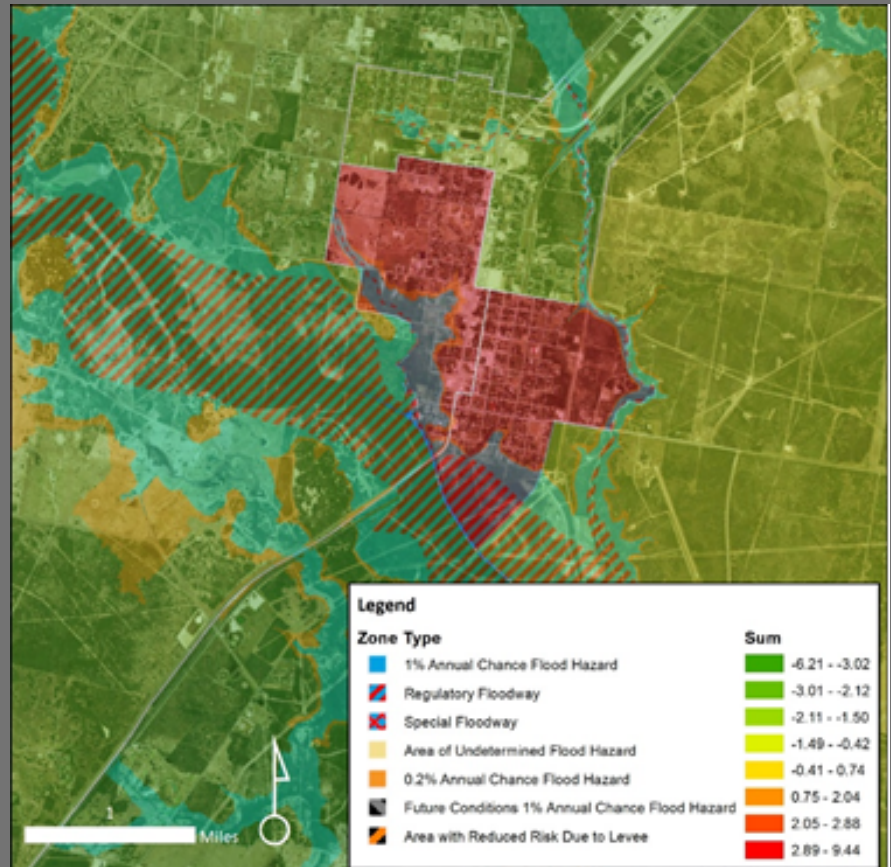 Legend
Zone Type
1% Annual Chance Flood Hazard
Regulatory Floodway
Special Floodway
Area of Undetermined Flood Hazard
0.2% Annual Chance Flood Hazard
Future Conditions 1% Annual Chance Flood Hazard
Area with Reduced Risk Due to Levee
Sum
-6.21 - -3.02
-3.01 - -2.12
-2.11 - -1.50
-1.49 - -0.42
-0.41 - 0.74
0.75 - 2.04
2.05 - 2.88
2.89 - 9.44
1
Miles